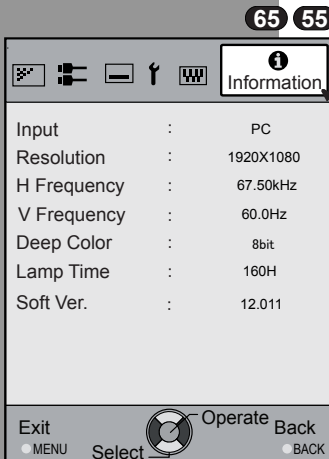 65 55
Information
Input : PC
Resolution : 1920X1080
H Frequency : 67.50kHz
V Frequency : 60.0Hz
Deep Color : 8bit
Lamp Time : 160H
Soft Ver. : 12.011
Exit Operate Back
MENU Select BACK